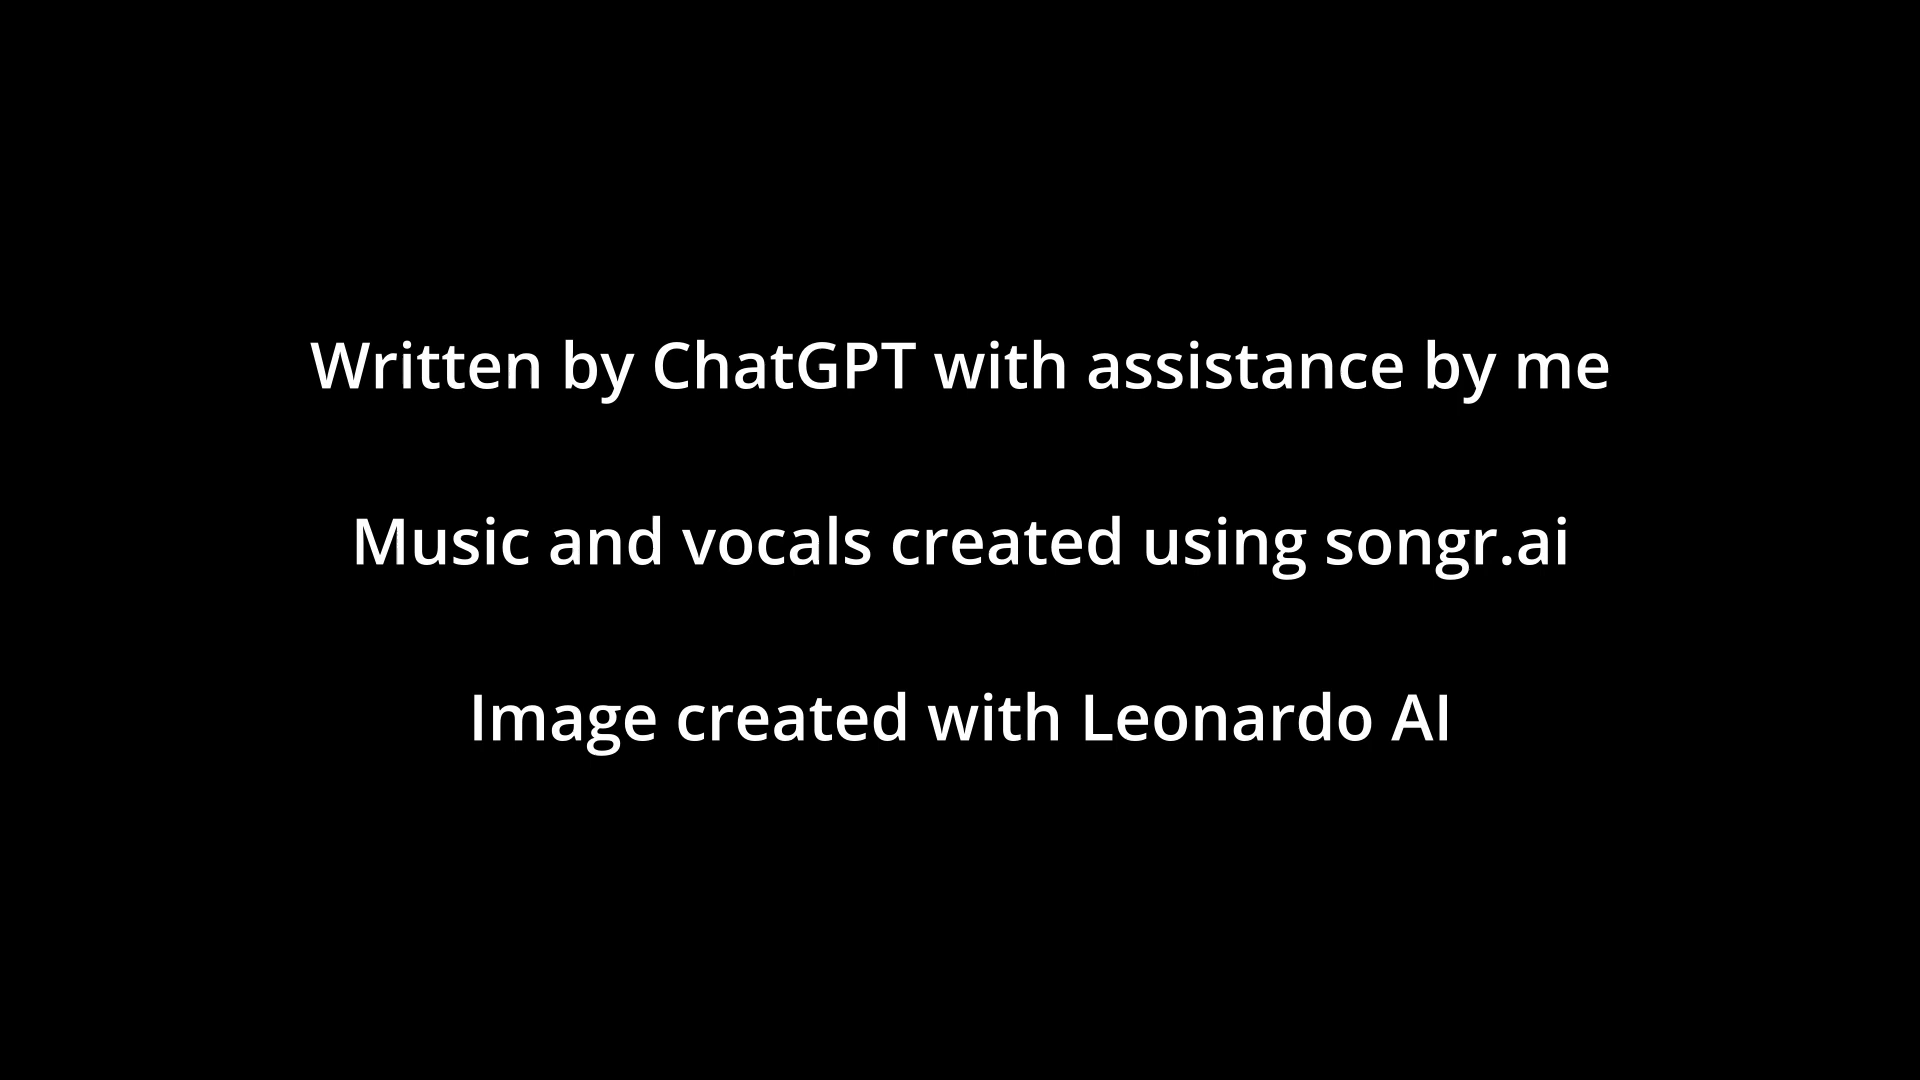 Written by ChatGPT with assistance by me
Music and vocals created using songr.ai
Image created with Leonardo AI